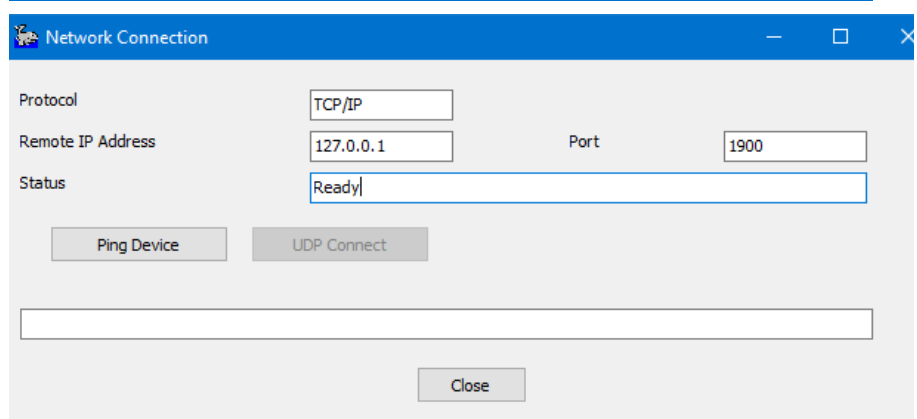 Network Connection
Protocol TCP/IP
Remote IP Address 127.0.0.1 Port 1900
Status Ready
Ping Device UDP Connect
Close